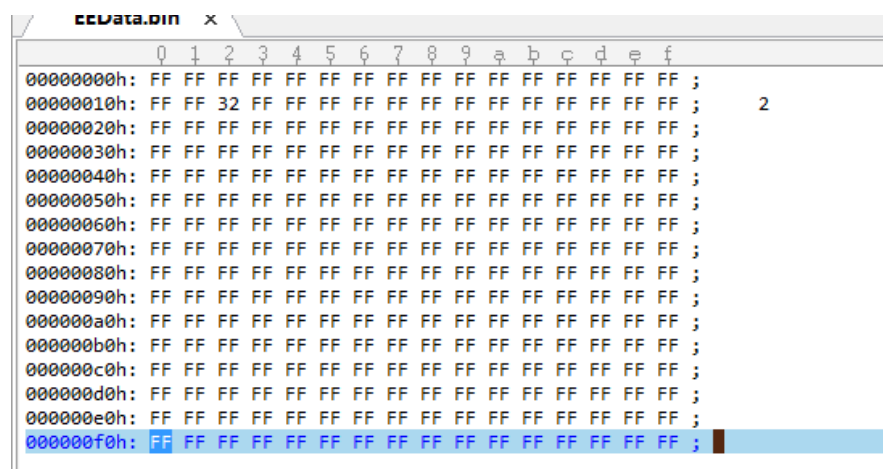 EEData.bin x
0 1 2 3 4 5 6 7 8 9 a b c d e f
00000000h: FF FF FF FF FF FF FF FF FF FF FF FF FF FF FF FF ;
00000010h: FF FF 32 FF FF FF FF FF FF FF FF FF FF FF FF FF ; 2
00000020h: FF FF FF FF FF FF FF FF FF FF FF FF FF FF FF FF ;
00000030h: FF FF FF FF FF FF FF FF FF FF FF FF FF FF FF FF ;
00000040h: FF FF FF FF FF FF FF FF FF FF FF FF FF FF FF FF ;
00000050h: FF FF FF FF FF FF FF FF FF FF FF FF FF FF FF FF ;
00000060h: FF FF FF FF FF FF FF FF FF FF FF FF FF FF FF FF ;
00000070h: FF FF FF FF FF FF FF FF FF FF FF FF FF FF FF FF ;
00000080h: FF FF FF FF FF FF FF FF FF FF FF FF FF FF FF FF ;
00000090h: FF FF FF FF FF FF FF FF FF FF FF FF FF FF FF FF ;
000000a0h: FF FF FF FF FF FF FF FF FF FF FF FF FF FF FF FF ;
000000b0h: FF FF FF FF FF FF FF FF FF FF FF FF FF FF FF FF ;
000000c0h: FF FF FF FF FF FF FF FF FF FF FF FF FF FF FF FF ;
000000d0h: FF FF FF FF FF FF FF FF FF FF FF FF FF FF FF FF ;
000000e0h: FF FF FF FF FF FF FF FF FF FF FF FF FF FF FF FF ;
000000f0h: FF FF FF FF FF FF FF FF FF FF FF FF FF FF FF FF ;